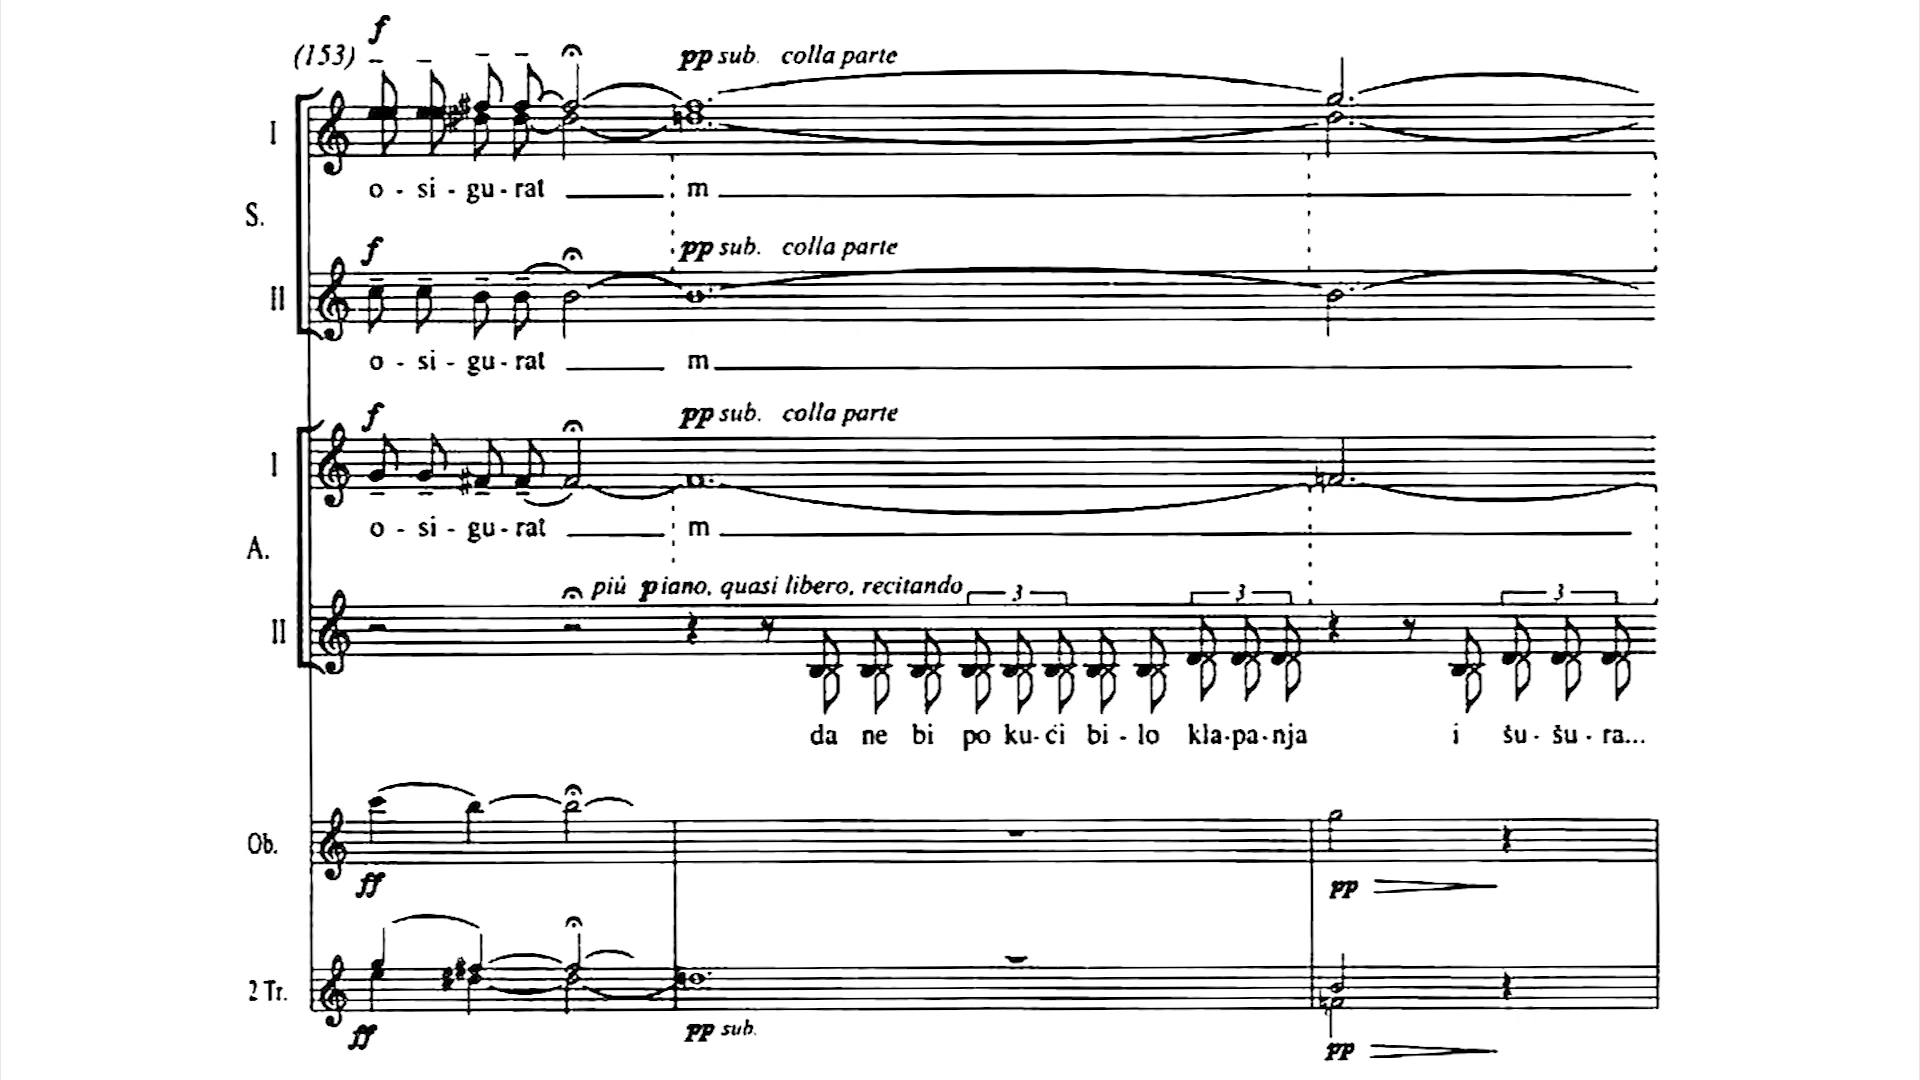 f
(153) pp sub. colla parte
I
o - si - gu - rat m
S.
f pp sub. colla parte
II
o - si - gu - rat m
f pp sub. colla parte
I
o - si - gu - rat m
A.
più piano, quasi libero, recitando 3 3 3
II
da ne bi po ku - ći bi - lo kla - pa - nja i šu - šu - ra...
Ob.
ff pp
2 Tr.
ff pp sub. pp